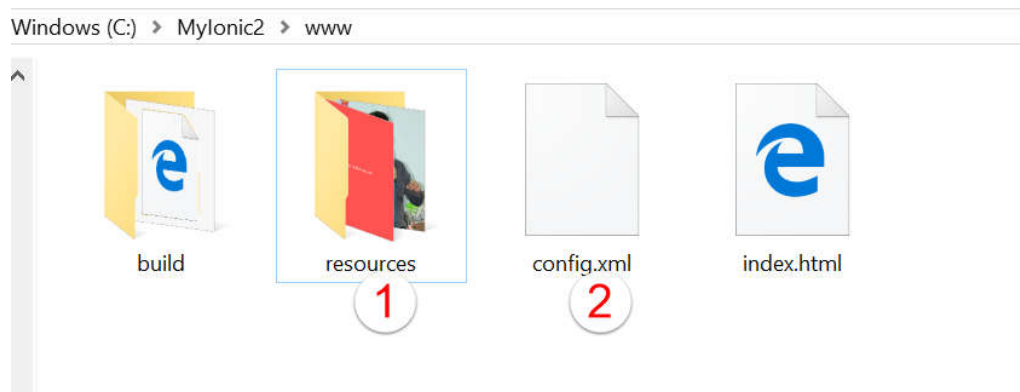 Windows (C:) > MyIonic2 > www
build
resources
config.xml
index.html
1
2